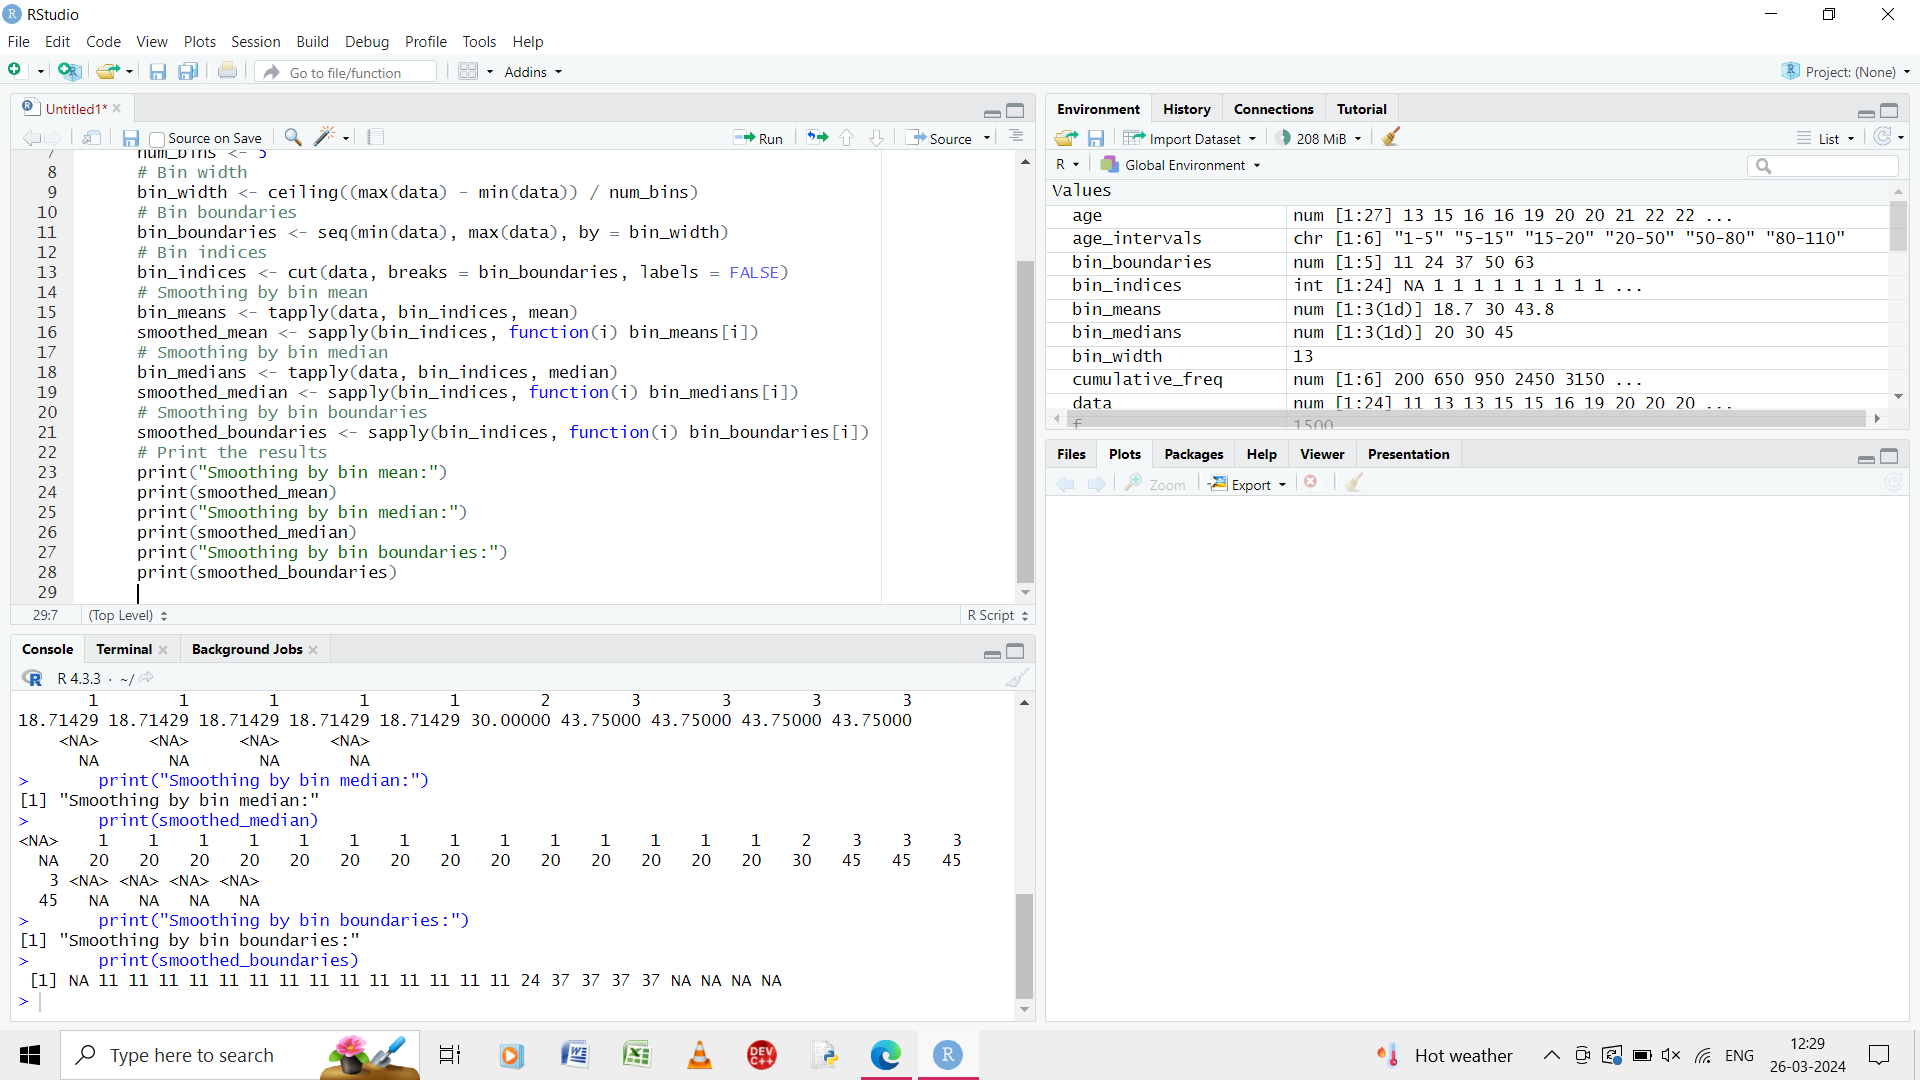 RStudio
File Edit Code View Plots Session Build Debug Profile Tools Help
Go to file/function Addins Project: (None)
Untitled1*
Source on Save Run Source
7 num_bins <- 5
8 # Bin width
9 bin_width <- ceiling((max(data) - min(data)) / num_bins)
10 # Bin boundaries
11 bin_boundaries <- seq(min(data), max(data), by = bin_width)
12 # Bin indices
13 bin_indices <- cut(data, breaks = bin_boundaries, labels = FALSE)
14 # Smoothing by bin mean
15 bin_means <- tapply(data, bin_indices, mean)
16 smoothed_mean <- sapply(bin_indices, function(i) bin_means[i])
17 # Smoothing by bin median
18 bin_medians <- tapply(data, bin_indices, median)
19 smoothed_median <- sapply(bin_indices, function(i) bin_medians[i])
20 # Smoothing by bin boundaries
21 smoothed_boundaries <- sapply(bin_indices, function(i) bin_boundaries[i])
22 # Print the results
23 print("Smoothing by bin mean:")
24 print(smoothed_mean)
25 print("Smoothing by bin median:")
26 print(smoothed_median)
27 print("Smoothing by bin boundaries:")
28 print(smoothed_boundaries)
29
29:7 (Top Level) R Script
Console Terminal Background Jobs
R 4.3.3 · ~/
1 1 1 1 1 2 3 3 3 3
18.71429 18.71429 18.71429 18.71429 18.71429 30.00000 43.75000 43.75000 43.75000 43.75000
<NA> <NA> <NA> <NA>
NA NA NA NA
> print("Smoothing by bin median:")
[1] "Smoothing by bin median:"
> print(smoothed_median)
<NA> 1 1 1 1 1 1 1 1 1 1 1 1 1 1 2 3 3 3
NA 20 20 20 20 20 20 20 20 20 20 20 20 20 20 30 45 45 45
3 <NA> <NA> <NA> <NA>
45 NA NA NA NA
> print("Smoothing by bin boundaries:")
[1] "Smoothing by bin boundaries:"
> print(smoothed_boundaries)
[1] NA 11 11 11 11 11 11 11 11 11 11 11 11 11 11 24 37 37 37 37 NA NA NA NA
>
Environment History Connections Tutorial
Import Dataset 208 MiB List
R Global Environment
Values
age num [1:27] 13 15 16 16 19 20 20 21 22 22 ...
age_intervals chr [1:6] "1-5" "5-15" "15-20" "20-50" "50-80" "80-110"
bin_boundaries num [1:5] 11 24 37 50 63
bin_indices int [1:24] NA 1 1 1 1 1 1 1 1 1 ...
bin_means num [1:3(1d)] 18.7 30 43.8
bin_medians num [1:3(1d)] 20 30 45
bin_width 13
cumulative_freq num [1:6] 200 650 950 2450 3150 ...
data num [1:24] 11 13 13 15 15 16 19 20 20 20 ...
f 1500
Files Plots Packages Help Viewer Presentation
Zoom Export
Type here to search
DEV C++
Hot weather ENG 12:29
26-03-2024